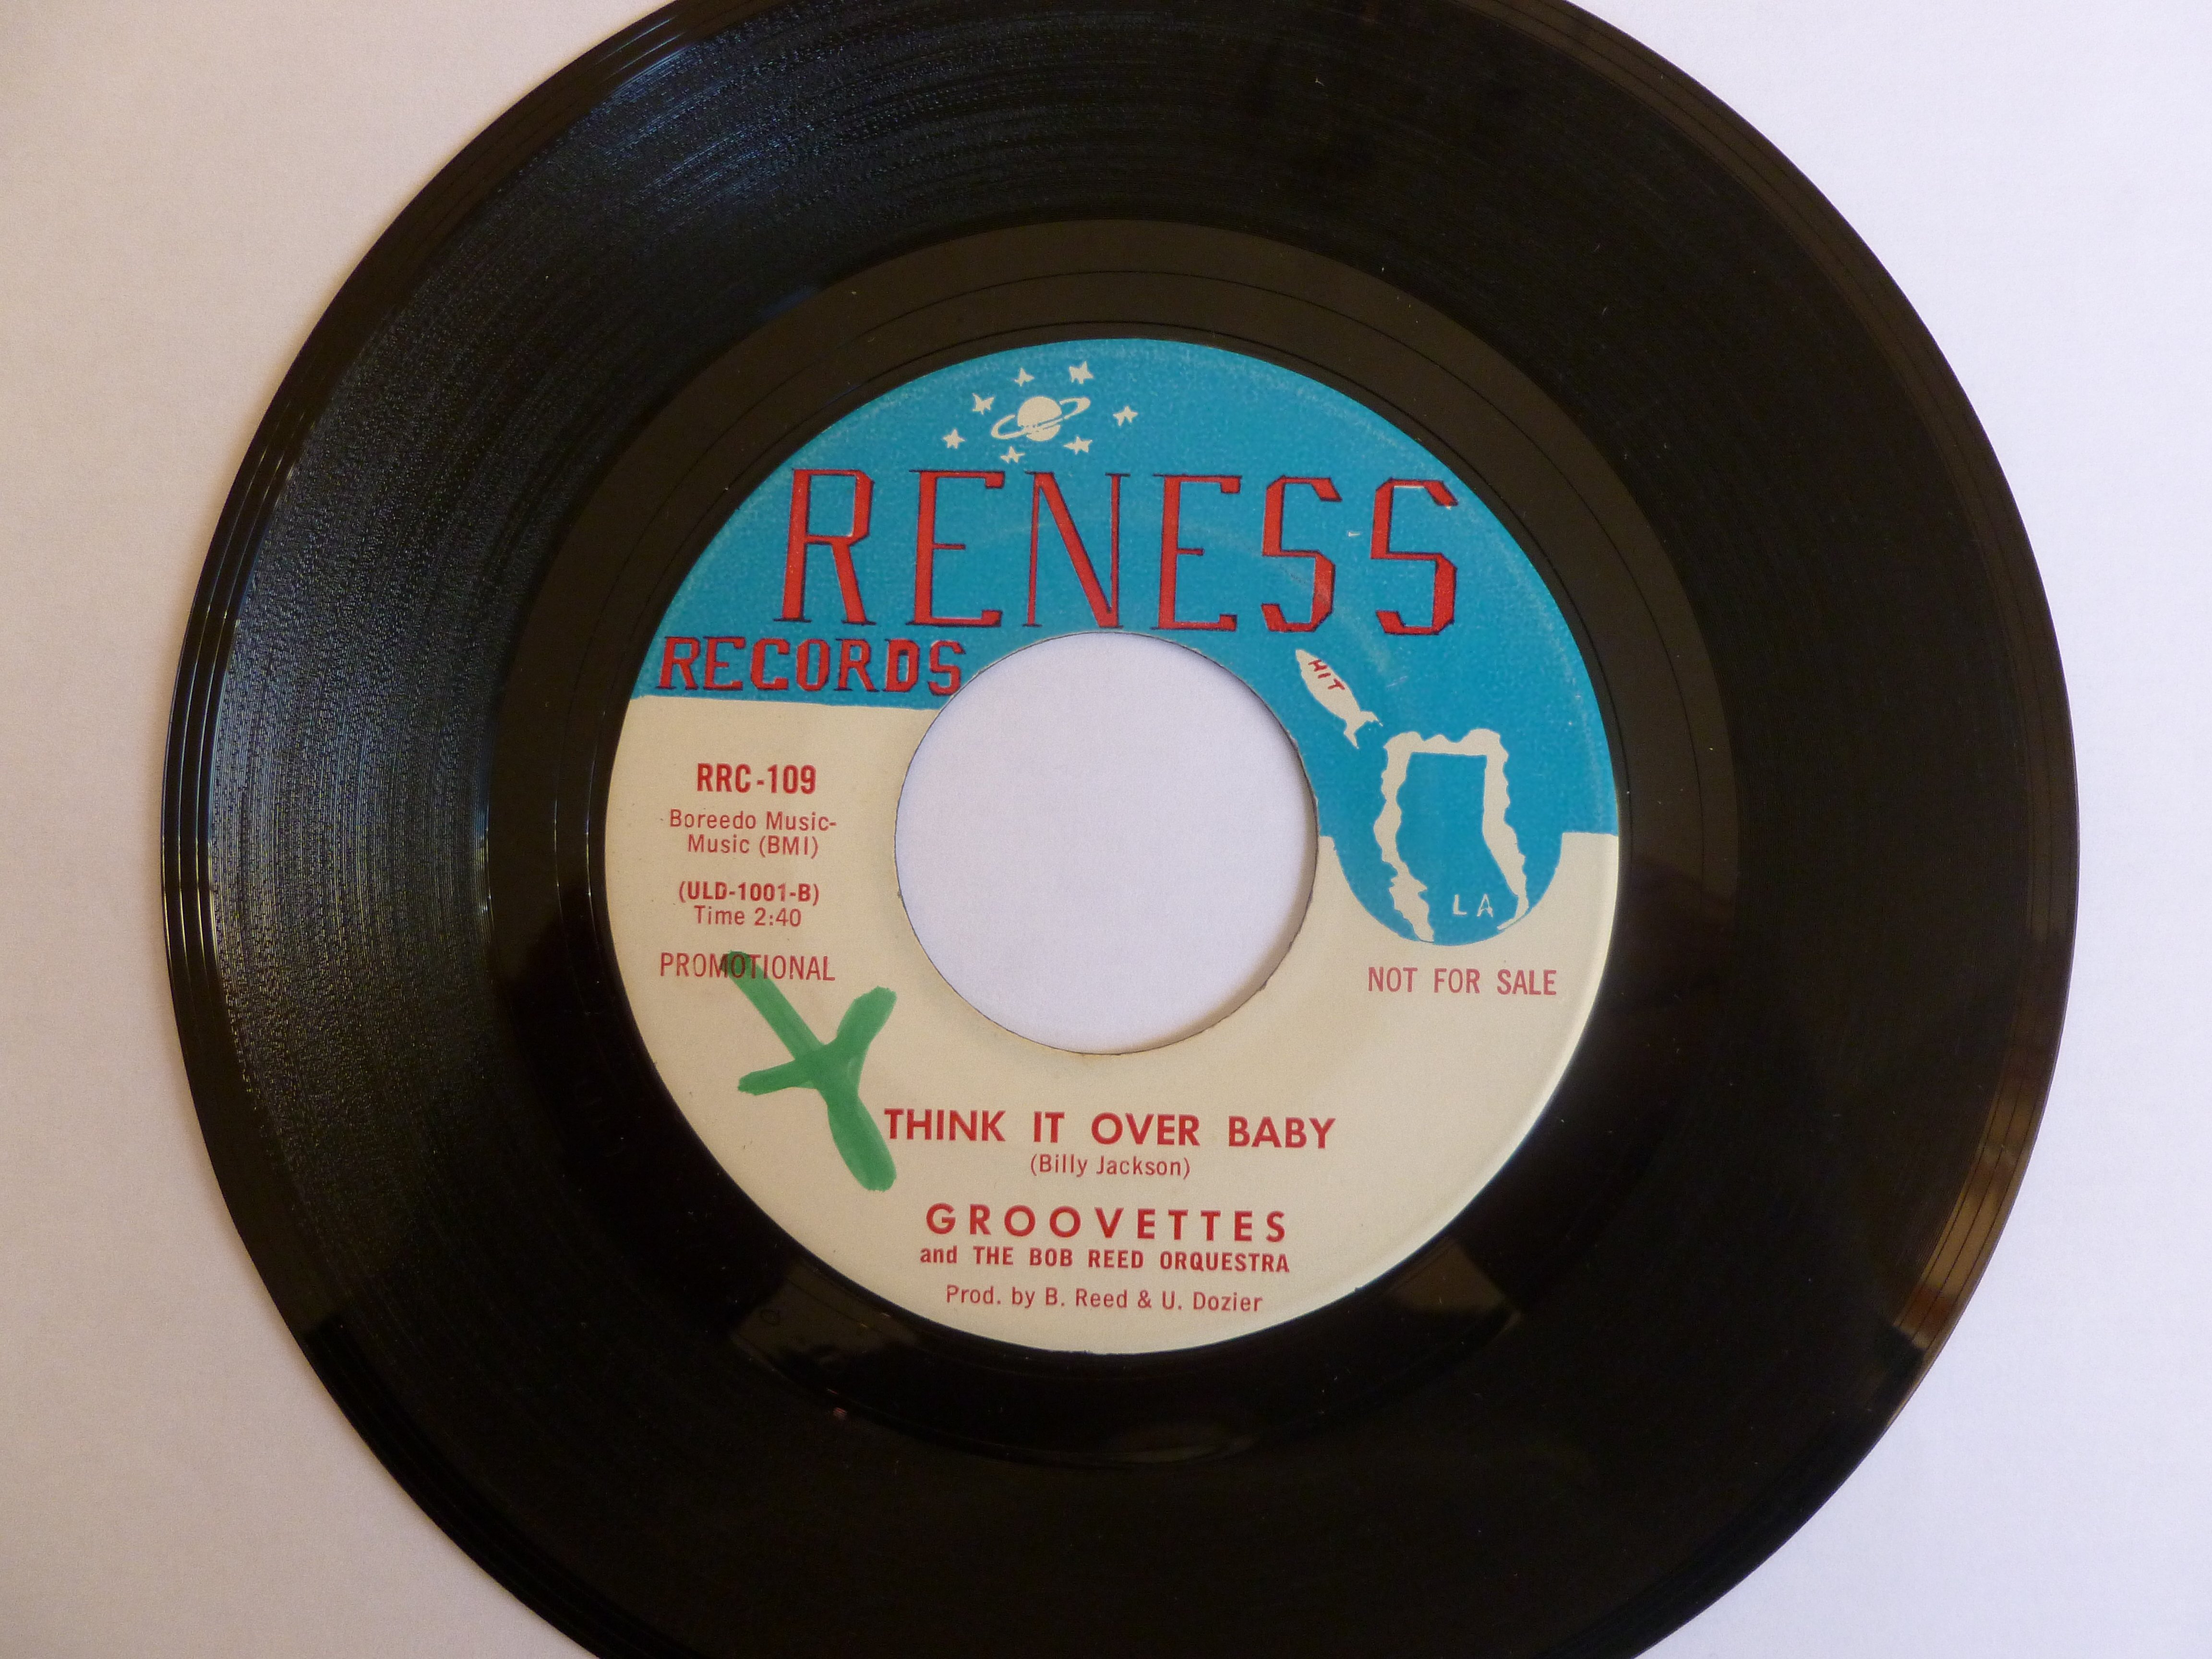 RENESS
RECORDS
HIT
LA
RRC-109
Boreedo Music-
Music (BMI)
(ULD-1001-B)
Time 2:40
PROMOTIONAL
NOT FOR SALE
THINK IT OVER BABY
(Billy Jackson)
GROOVETTES
and THE BOB REED ORQUESTRA
Prod. by B. Reed & U. Dozier